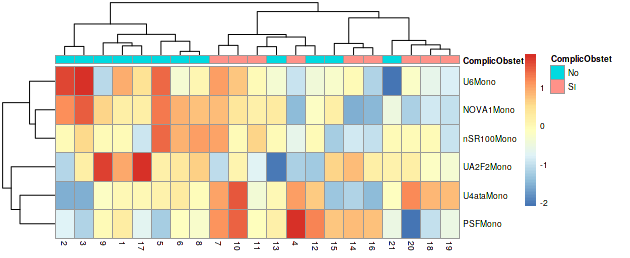 ComplicObstet
ComplicObstet
No
SI
U6Mono
NOVA1Mono
nSR100Mono
UA2F2Mono
U4ataMono
PSFMono
1
0
-1
-2
2 3 9 1 17 5 6 8 7 10 11 13 4 12 15 14 16 21 20 18 19